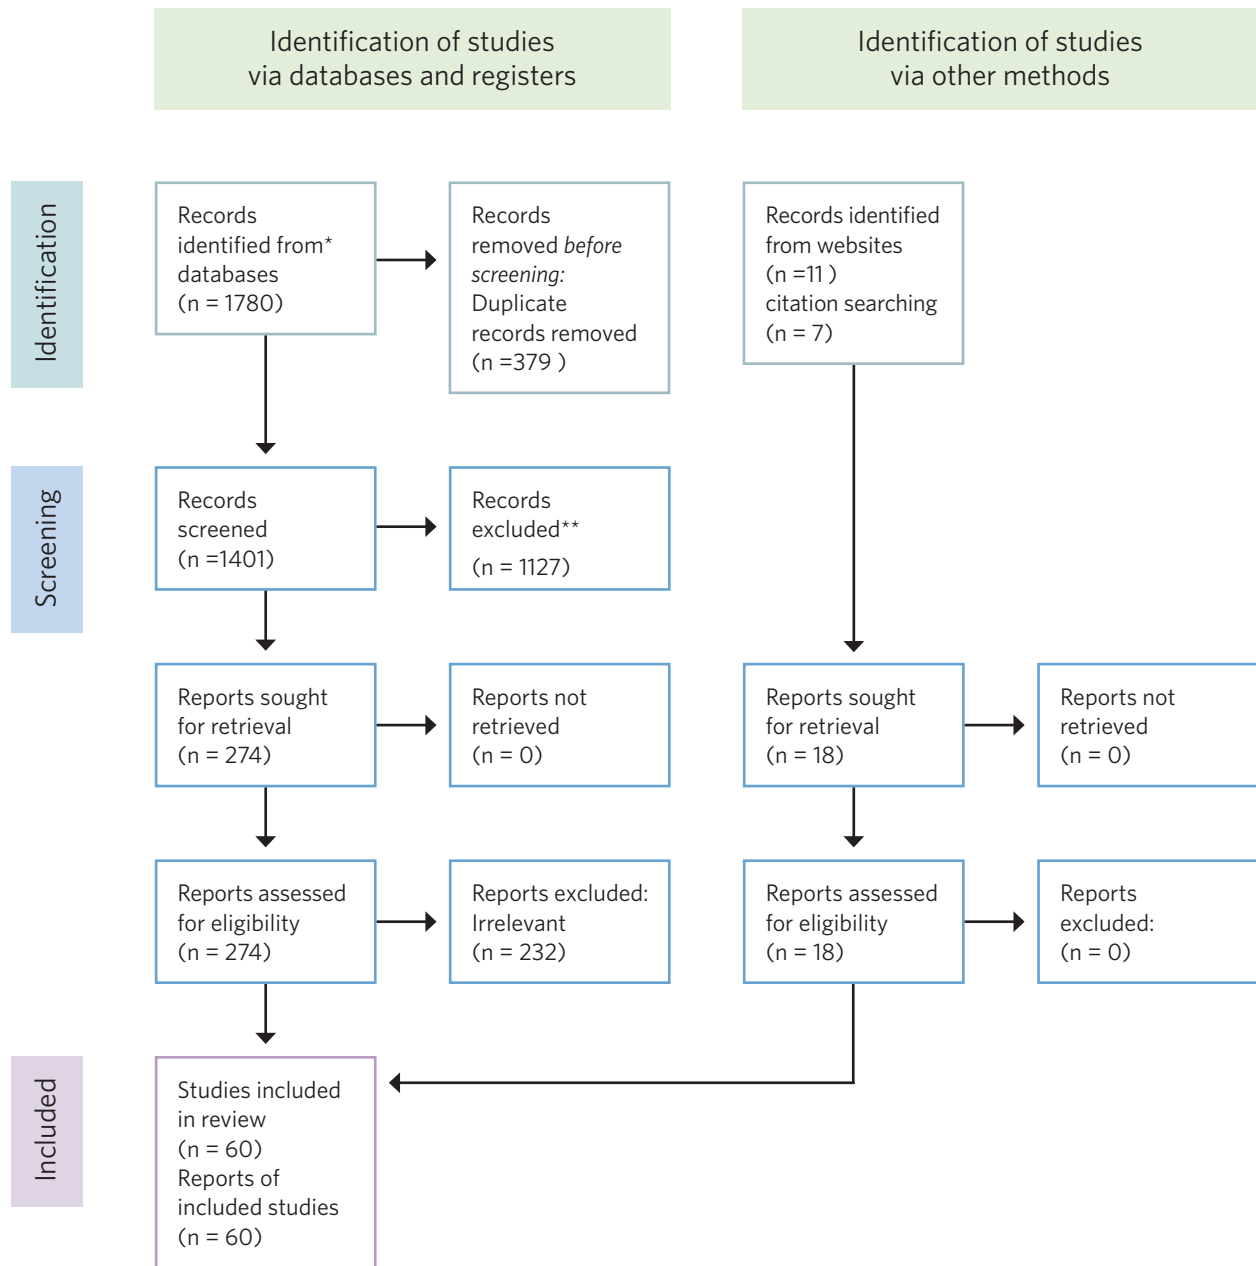 Identification of studies
via databases and registers
Identification of studies
via other methods
Identification
Records
identified from*
databases
(n = 1780)
Records
removed before
screening:
Duplicate
records removed
(n =379 )
Records identified
from websites
(n =11 )
citation searching
(n = 7)
Screening
Records
screened
(n =1401)
Records
excluded**
(n = 1127)
Reports sought
for retrieval
(n = 274)
Reports not
retrieved
(n = 0)
Reports sought
for retrieval
(n = 18)
Reports not
retrieved
(n = 0)
Reports assessed
for eligibility
(n = 274)
Reports excluded:
Irrelevant
(n = 232)
Reports assessed
for eligibility
(n = 18)
Reports
excluded:
(n = 0)
Included
Studies included
in review
(n = 60)
Reports of
included studies
(n = 60)